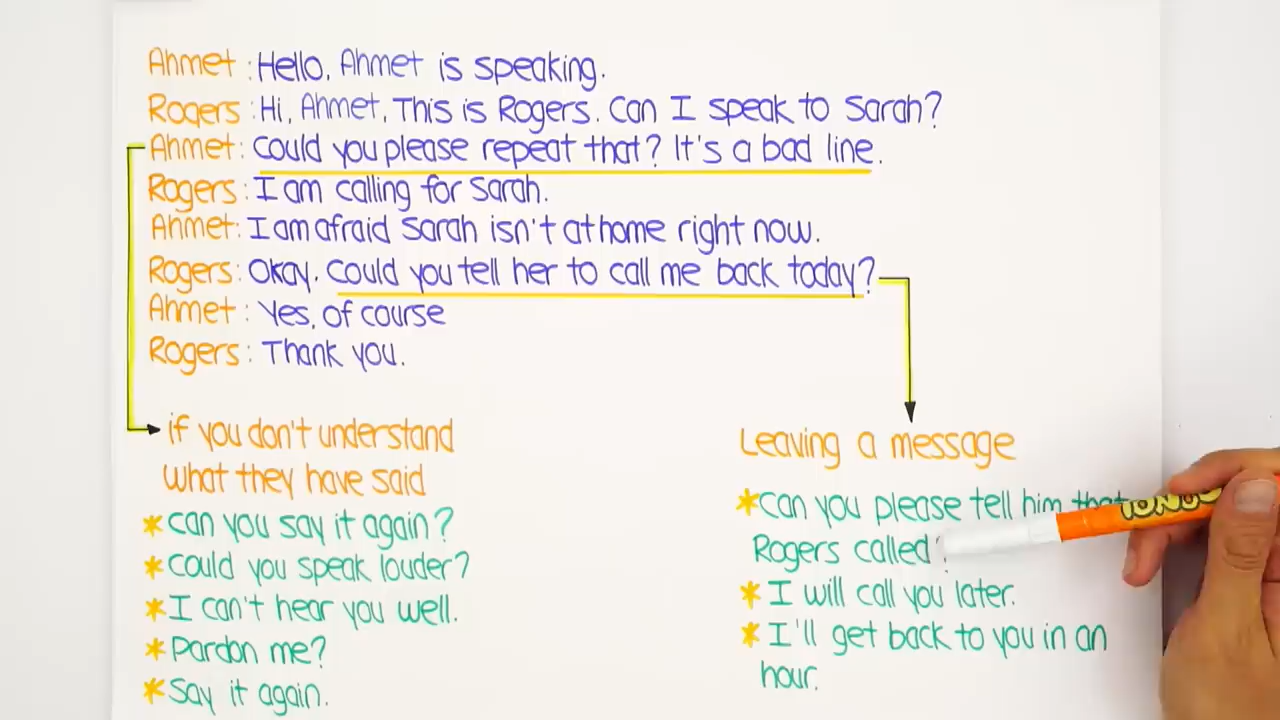 Ahmet : Hello, Ahmet is speaking.
Rogers : Hi, Ahmet, This is Rogers. Can I speak to Sarah?
Ahmet : Could you please repeat that? It's a bad line.
Rogers : I am calling for Sarah.
Ahmet : I am afraid Sarah isn't at home right now.
Rogers : Okay. Could you tell her to call me back today?
Ahmet : Yes, of course
Rogers : Thank you.
if you don't understand
what they have said
* Can you say it again?
* Could you speak louder?
* I can't hear you well.
* Pardon me?
* Say it again.
Leaving a message
* Can you please tell him that
Rogers called?
* I will call you later.
* I'll get back to you in an
hour.